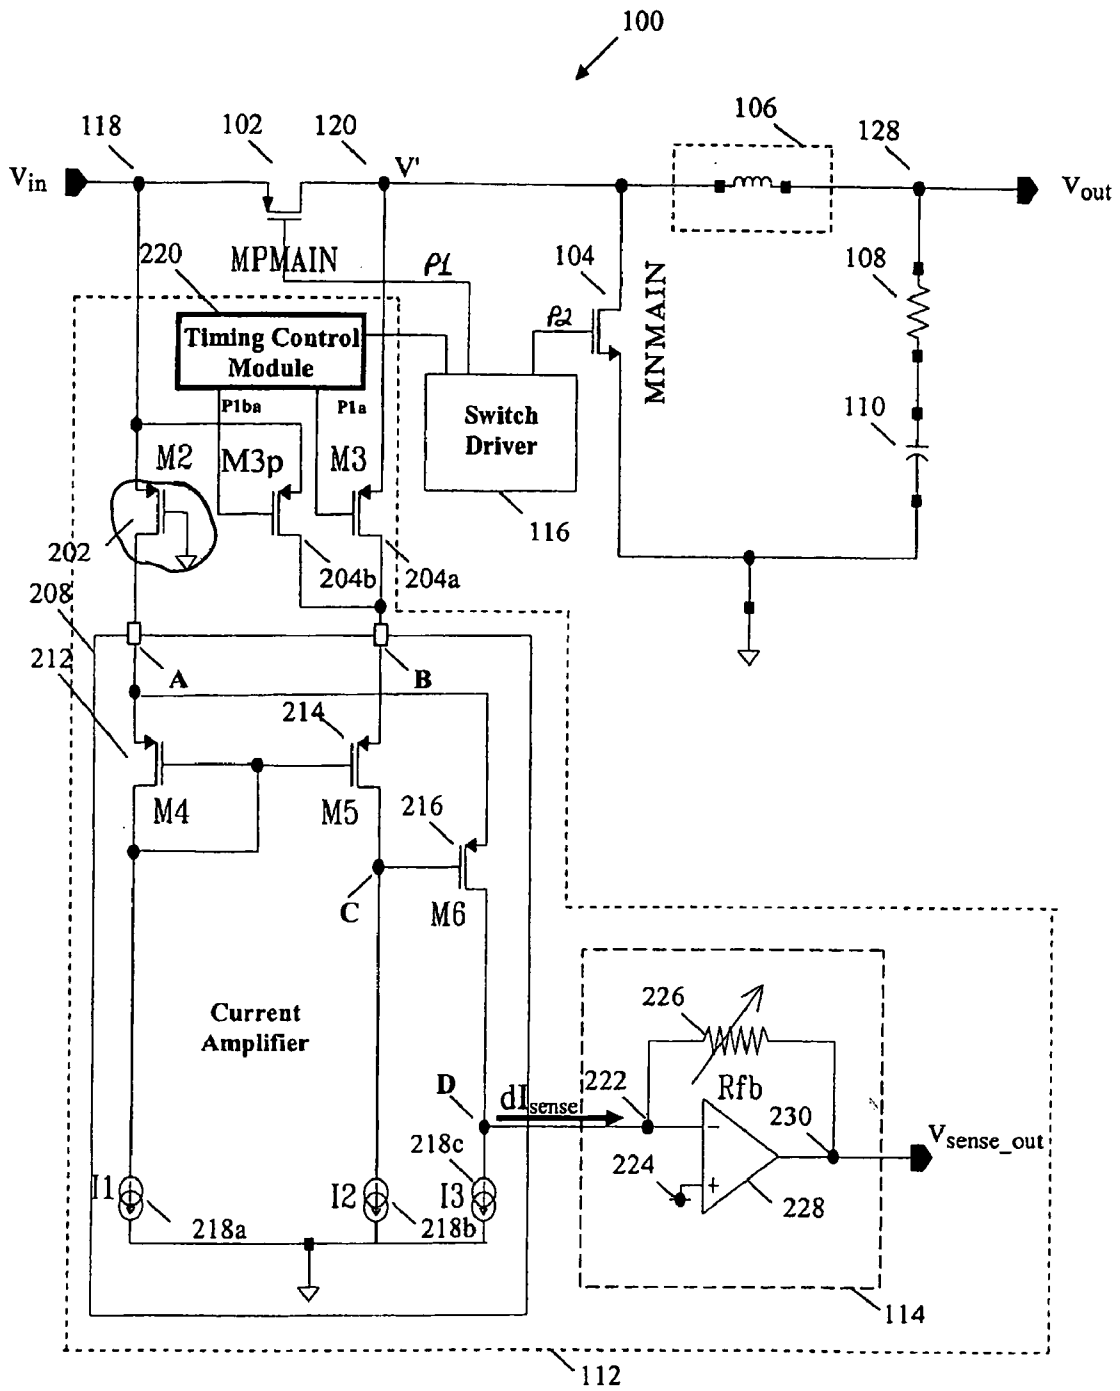 100
118
102
120
106
128
Vin
V'
Vout
MPMAIN
P1
220
104
108
Timing Control
Module
P2
MNMAIN
P1ba
P1a
Switch
Driver
110
M2
M3p
M3
116
202
204b
204a
208
A
B
212
214
M4
M5
216
C
M6
Current
Amplifier
226
Rfb
D
dIsense
222
230
Vsense_out
218c
224
-
+
228
I1
I2
I3
218a
218b
114
112